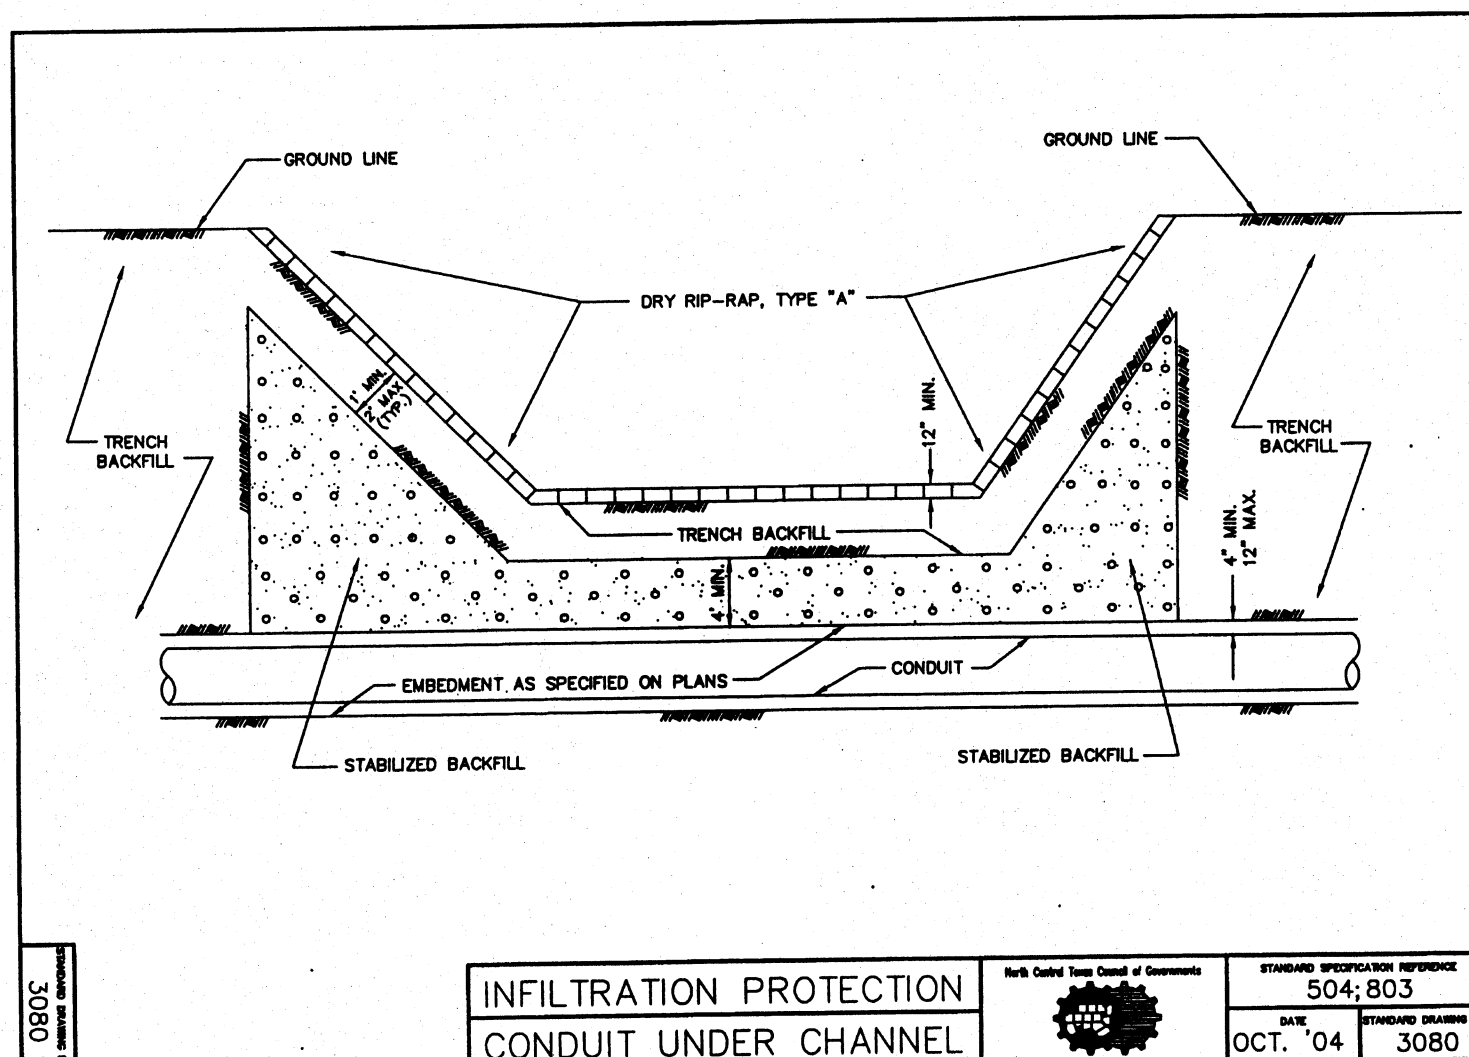 GROUND LINE
GROUND LINE
DRY RIP-RAP, TYPE "A"
1' MIN.
2' MAX
(TYP.)
12" MIN.
TRENCH
BACKFILL
TRENCH
BACKFILL
TRENCH BACKFILL
4" MIN.
12" MAX.
4' MIN.
CONDUIT
EMBEDMENT AS SPECIFIED ON PLANS
STABILIZED BACKFILL
STABILIZED BACKFILL
STANDARD DRAWING
3080
INFILTRATION PROTECTION
CONDUIT UNDER CHANNEL
North Central Texas Council of Governments
STANDARD SPECIFICATION REFERENCE
504;803
DATE
OCT. '04
STANDARD DRAWING
3080